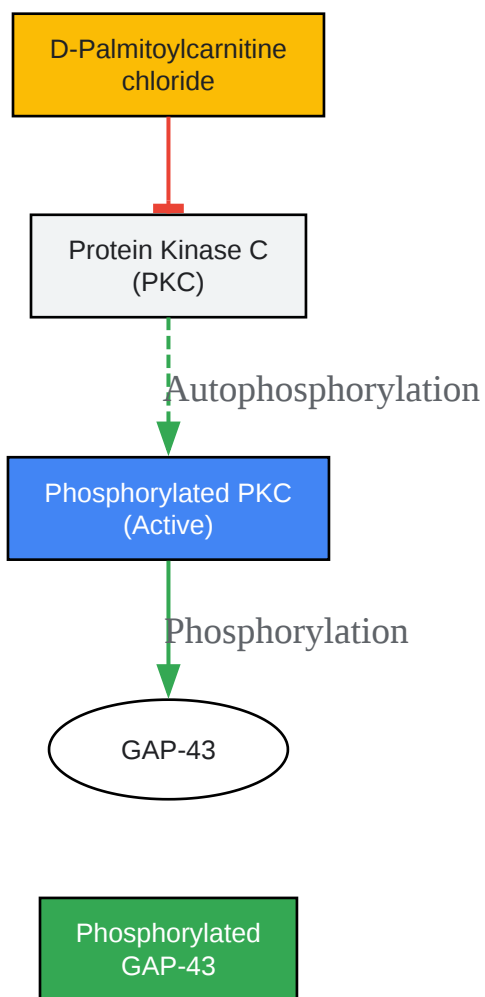 D-Palmitoylcarnitine
chloride
Protein Kinase C
(PKC)
Autophosphorylation
Phosphorylated PKC
(Active)
Phosphorylation
GAP-43
Phosphorylated
GAP-43